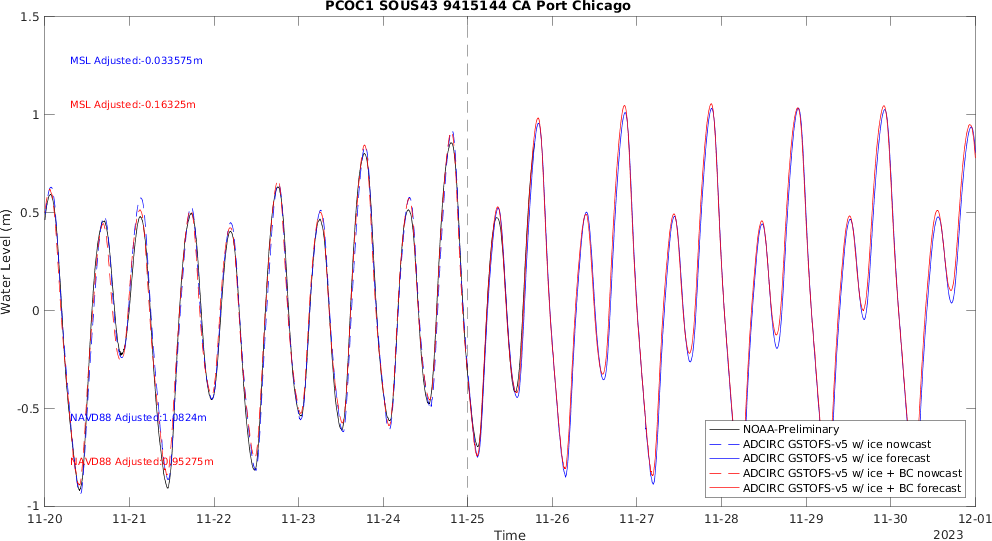 PCOC1 SOUS43 9415144 CA Port Chicago
1.5
MSL Adjusted:-0.033575m
MSL Adjusted:-0.16325m
1
0.5
Water Level (m)
0
-0.5
NAVD88 Adjusted:1.0824m
NAVD88 Adjusted:0.95275m
NOAA-Preliminary
ADCIRC GSTOFS-v5 w/ ice nowcast
ADCIRC GSTOFS-v5 w/ ice forecast
ADCIRC GSTOFS-v5 w/ ice + BC nowcast
ADCIRC GSTOFS-v5 w/ ice + BC forecast
-1
11-20 11-21 11-22 11-23 11-24 11-25 11-26 11-27 11-28 11-29 11-30 12-01
Time
2023